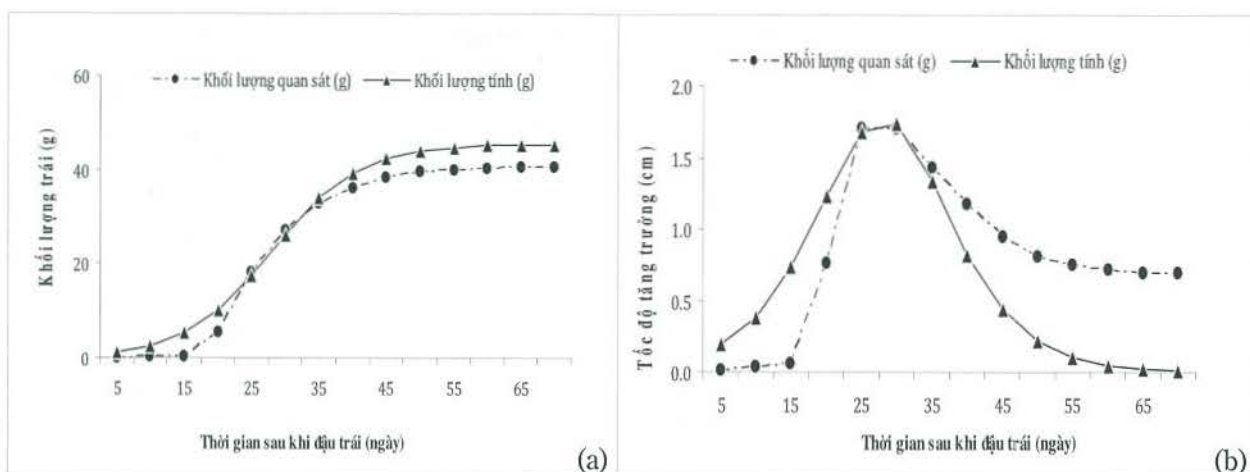 Khối lượng quan sát (g)
Khối lượng tính (g)
Khối lượng trái (g)
60
40
20
0
5
15
25
35
45
55
65
Thời gian sau khi đậu trái (ngày)
(a)
Khối lượng quan sát (g)
Khối lượng tính (g)
Tốc độ tăng trưởng (cm)
2.0
1.5
1.0
0.5
0.0
5
15
25
35
45
55
65
Thời gian sau khi đậu trái (ngày)
(b)